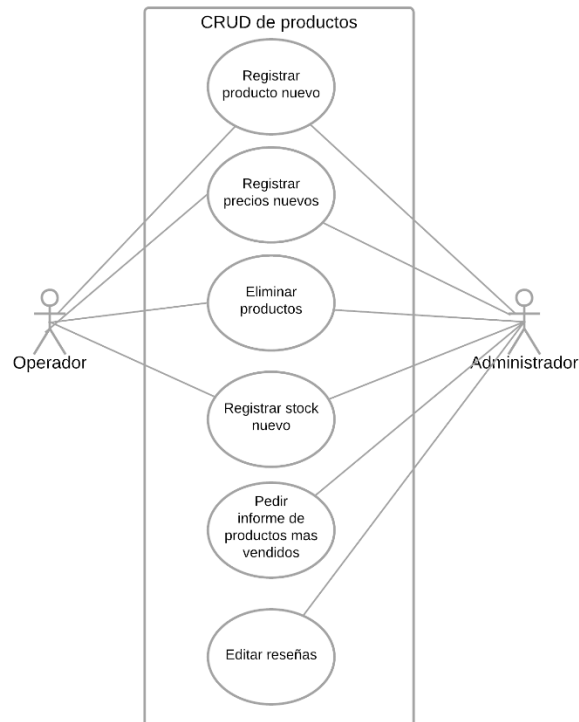 CRUD de productos
Registrar
producto nuevo
Registrar
precios nuevos
Eliminar
productos
Operador
Administrador
Registrar stock
nuevo
Pedir
informe de
productos mas
vendidos
Editar reseñas